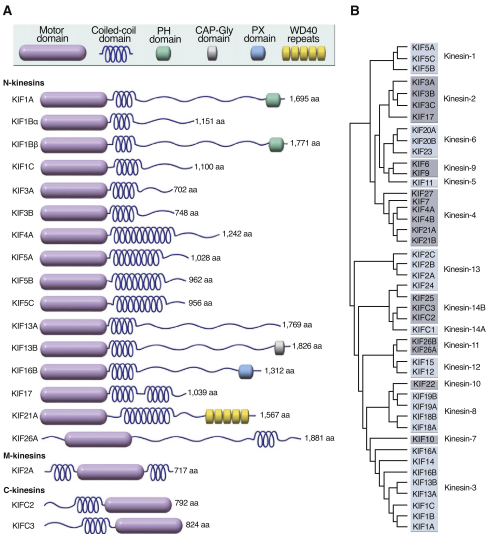 A
Motor domain
Coiled-coil domain
PH domain
CAP-Gly domain
PX domain
WD40 repeats
N-kinesins
KIF1A 1,695 aa
KIF1Bα 1,151 aa
KIF1Bβ 1,771 aa
KIF1C 1,100 aa
KIF3A 702 aa
KIF3B 748 aa
KIF4A 1,242 aa
KIF5A 1,028 aa
KIF5B 962 aa
KIF5C 956 aa
KIF13A 1,769 aa
KIF13B 1,826 aa
KIF16B 1,312 aa
KIF17 1,039 aa
KIF21A 1,567 aa
KIF26A 1,881 aa
M-kinesins
KIF2A 717 aa
C-kinesins
KIFC2 792 aa
KIFC3 824 aa
B
KIF5A
KIF5C Kinesin-1
KIF5B
KIF3A
KIF3B Kinesin-2
KIF3C
KIF17
KIF20A
KIF20B Kinesin-6
KIF23
KIF6 Kinesin-9
KIF9
KIF11 Kinesin-5
KIF27
KIF7
KIF4A Kinesin-4
KIF4B
KIF21A
KIF21B
KIF2C
KIF2B Kinesin-13
KIF2A
KIF24
KIF25
KIFC3 Kinesin-14B
KIFC2
KIFC1 Kinesin-14A
KIF26B Kinesin-11
KIF26A
KIF15 Kinesin-12
KIF12
KIF22 Kinesin-10
KIF19B
KIF19A Kinesin-8
KIF18B
KIF18A
KIF10 Kinesin-7
KIF16A
KIF14
KIF16B
KIF13B Kinesin-3
KIF13A
KIF1C
KIF1B
KIF1A